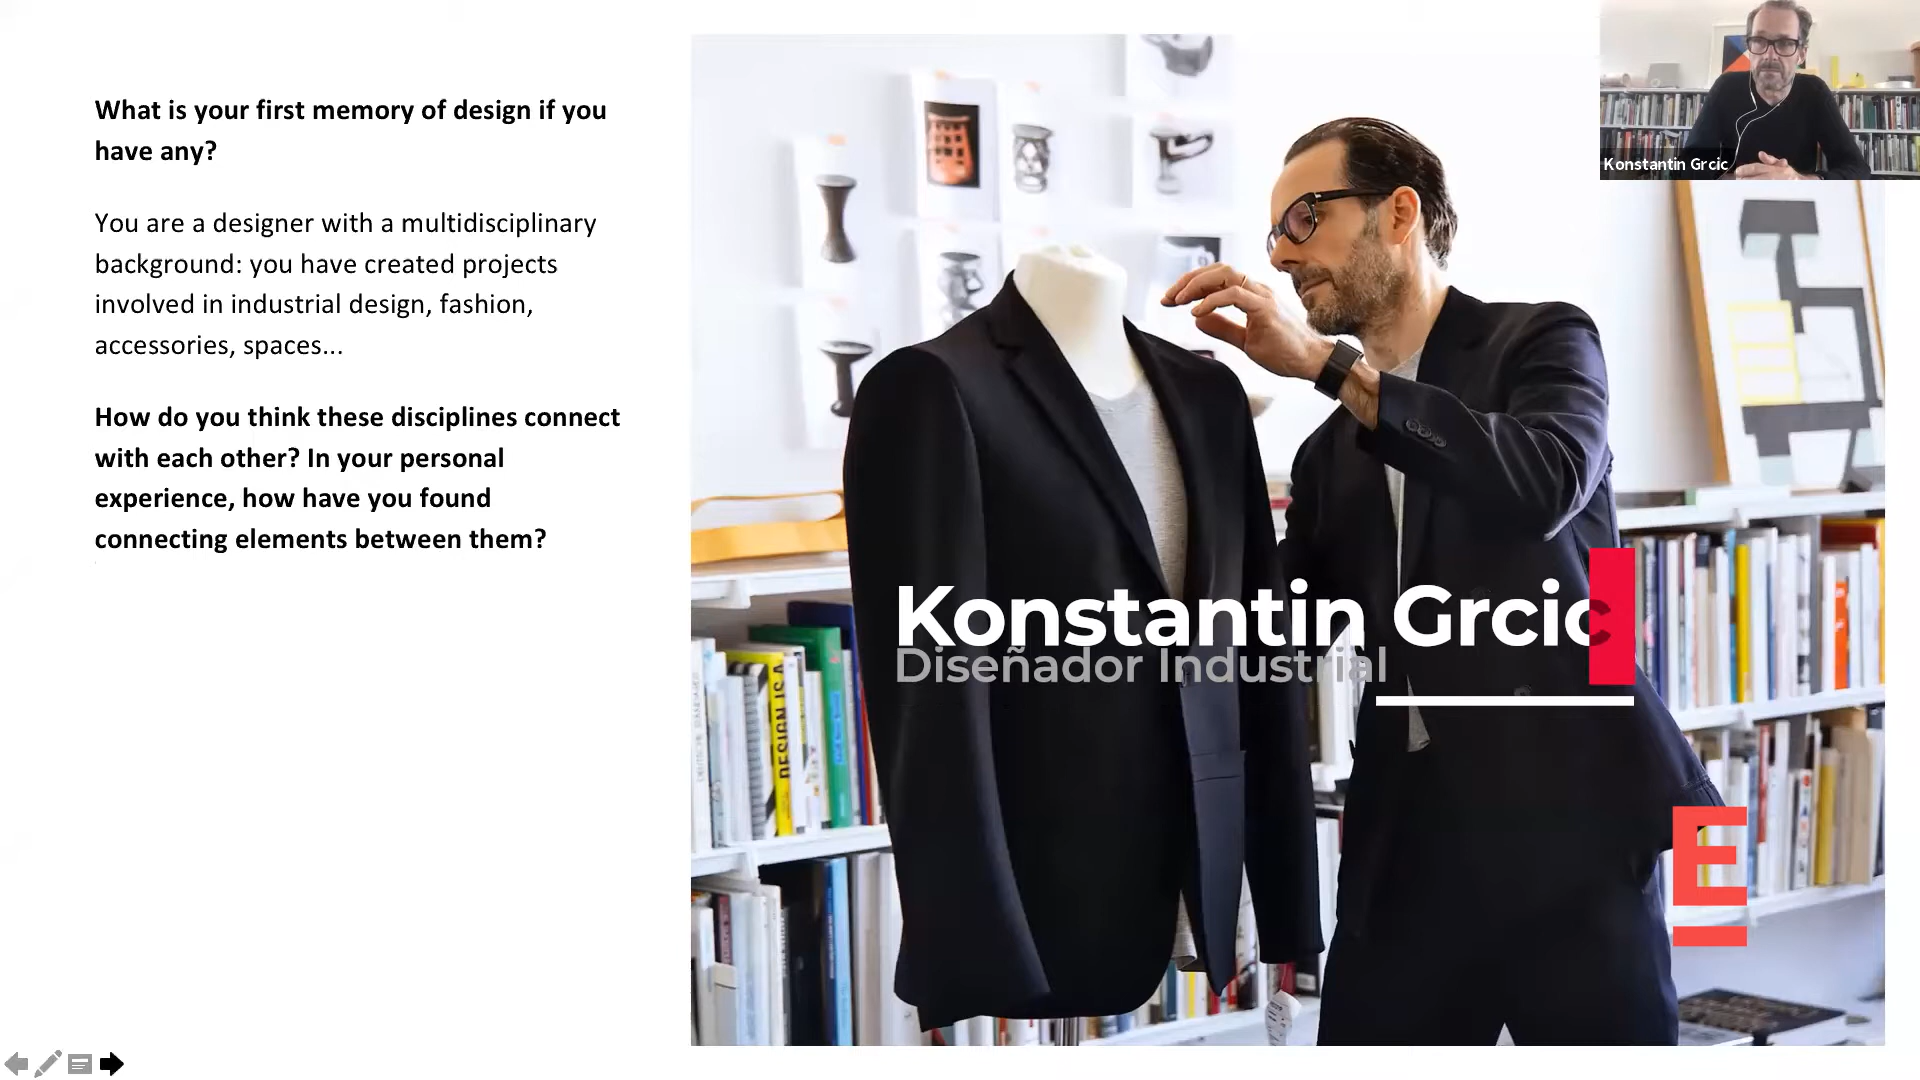 What is your first memory of design if you
have any?
You are a designer with a multidisciplinary
background: you have created projects
involved in industrial design, fashion,
accessories, spaces...
How do you think these disciplines connect
with each other? In your personal
experience, how have you found
connecting elements between them?
Konstantin Grcic
Konstantin Grcic
Diseñador Industrial
DESIGN IS A
E